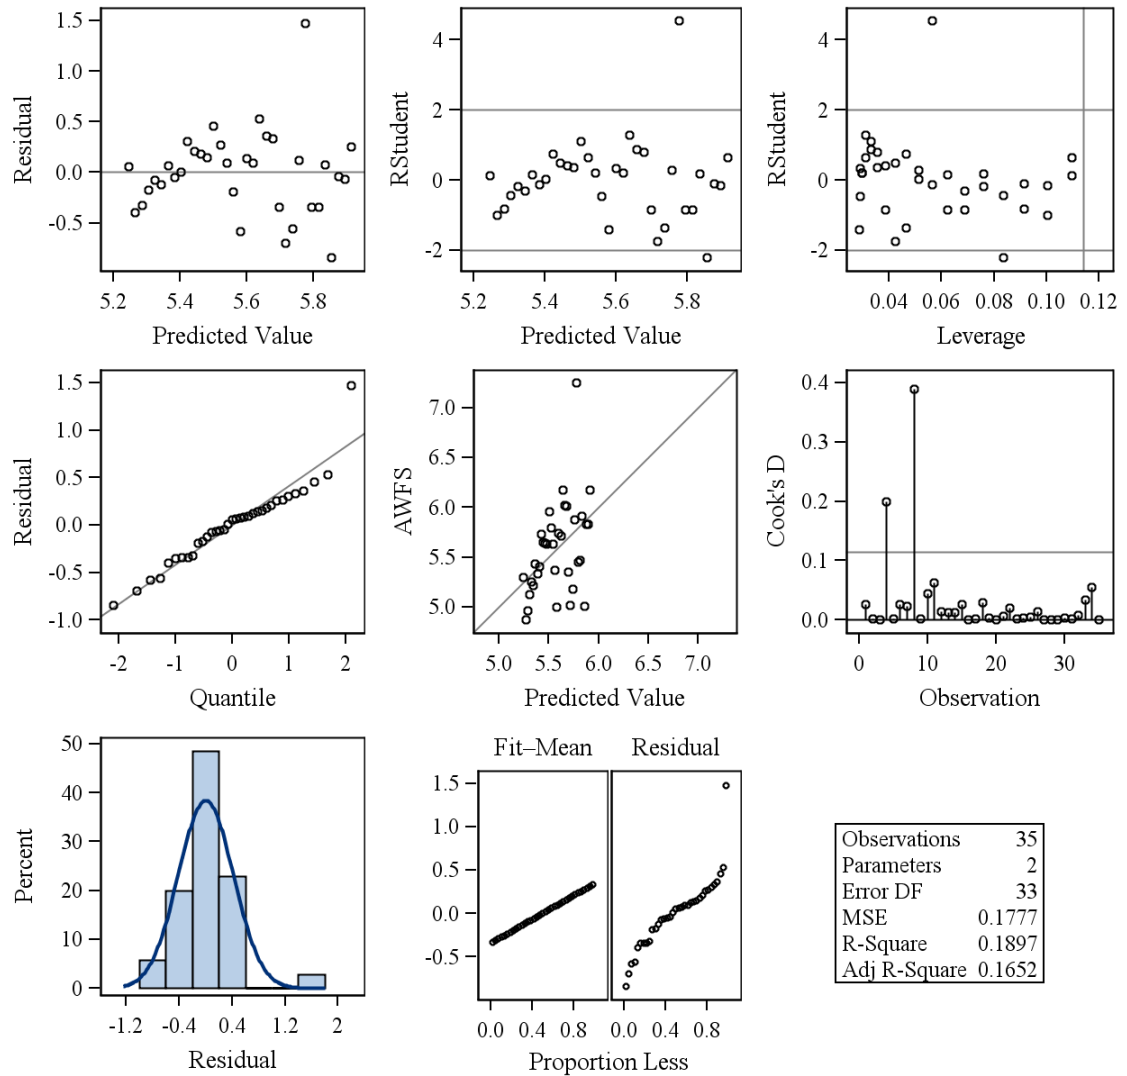 1.5
1.0
0.5
0.0
-0.5
Residual
5.2 5.4 5.6 5.8
Predicted Value
4
2
0
-2
RStudent
5.2 5.4 5.6 5.8
Predicted Value
4
2
0
-2
RStudent
0.04 0.06 0.08 0.10 0.12
Leverage
1.5
1.0
0.5
0.0
-0.5
-1.0
Residual
-2 -1 0 1 2
Quantile
7.0
6.5
6.0
5.5
5.0
AWFS
5.0 5.5 6.0 6.5 7.0
Predicted Value
0.4
0.3
0.2
0.1
0.0
Cook's D
0 10 20 30
Observation
50
40
30
20
10
0
Percent
-1.2 -0.4 0.4 1.2 2
Residual
Fit–Mean Residual
1.5
1.0
0.5
0.0
-0.5
0.0 0.4 0.8 0.0 0.4 0.8
Proportion Less
Observations 35
Parameters 2
Error DF 33
MSE 0.1777
R-Square 0.1897
Adj R-Square 0.1652